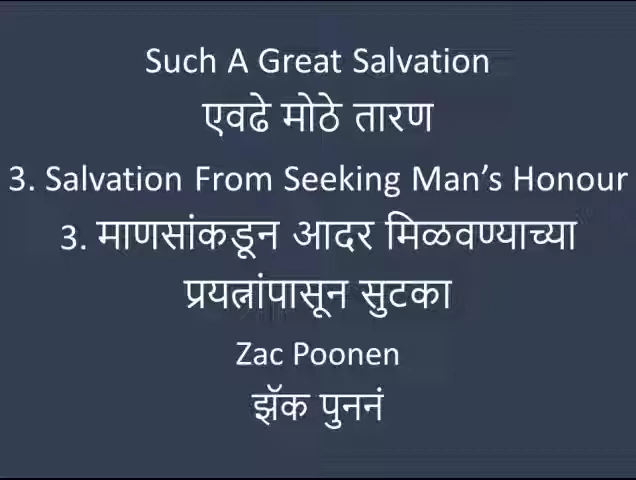 Such A Great Salvation
एवढे मोठे तारण
3. Salvation From Seeking Man’s Honour
3. माणसांकडून आदर मिळवण्याच्या
प्रयत्नांपासून सुटका
Zac Poonen
झॅक पुननं